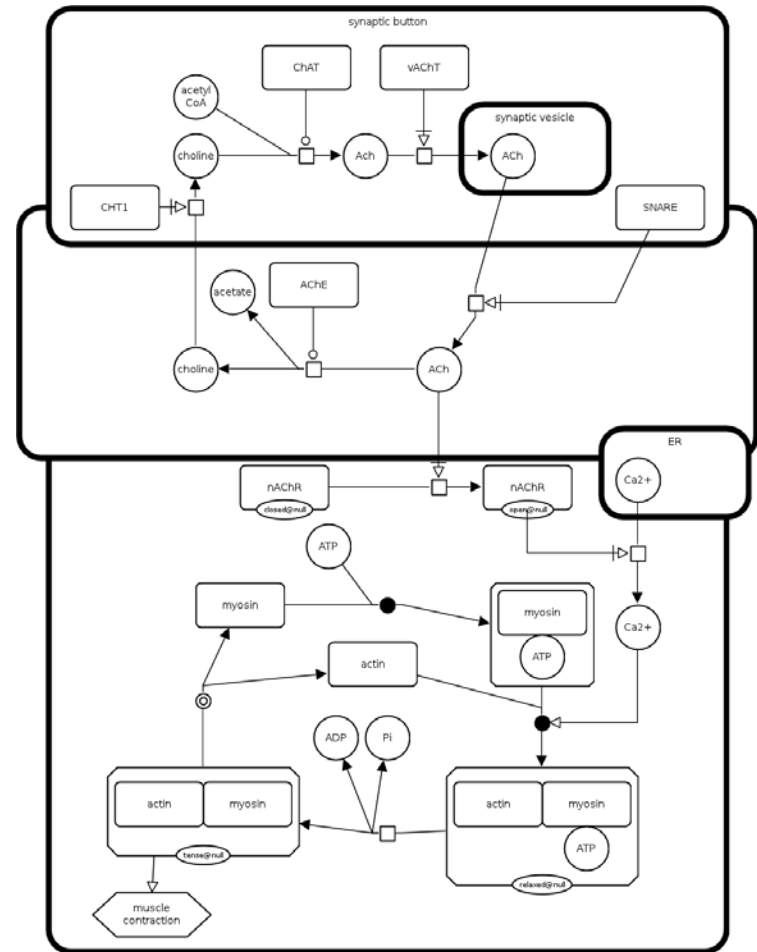 synaptic button
ChAT
vAChT
acetyl
CoA
synaptic vesicle
choline
Ach
ACh
CHT1
SNARE
AChE
acetate
choline
ACh
ER
Ca2+
nAChR
closed@null
nAChR
open@null
ATP
myosin
myosin
ATP
Ca2+
actin
ADP
Pi
actin
myosin
tense@null
actin
myosin
ATP
relaxed@null
muscle
contraction